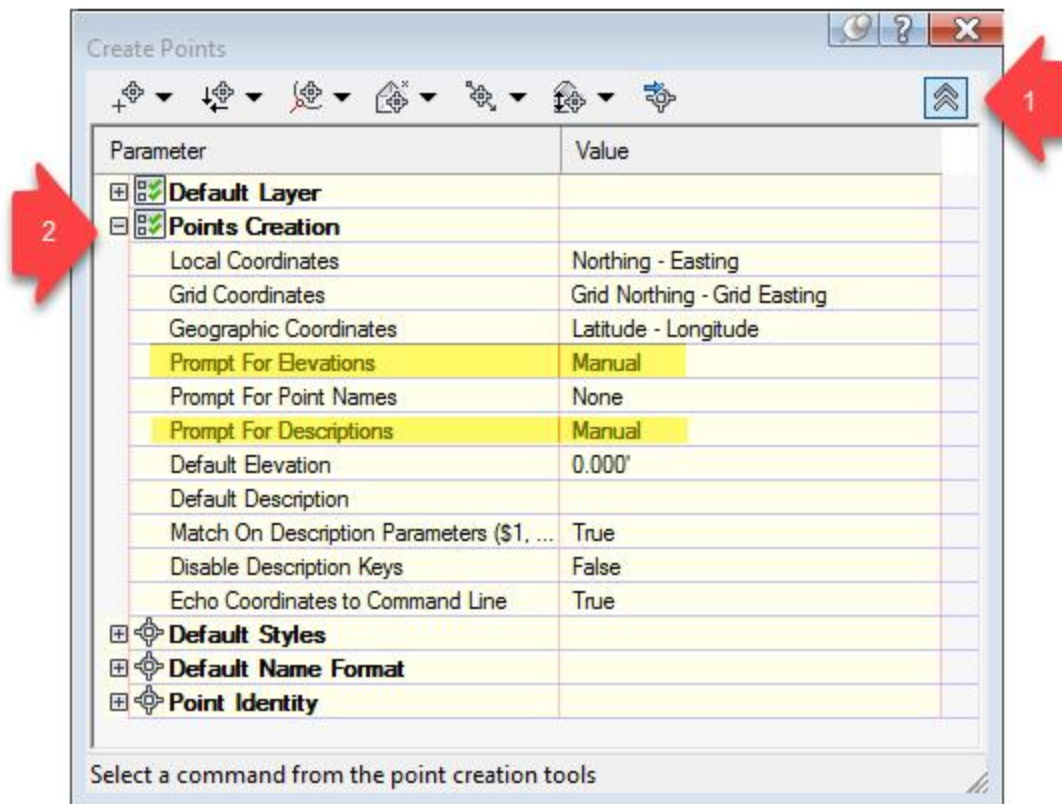 Create Points
1
Parameter Value
Default Layer
2
Points Creation
Local Coordinates Northing - Easting
Grid Coordinates Grid Northing - Grid Easting
Geographic Coordinates Latitude - Longitude
Prompt For Elevations Manual
Prompt For Point Names None
Prompt For Descriptions Manual
Default Elevation 0.000'
Default Description
Match On Description Parameters ($1, ... True
Disable Description Keys False
Echo Coordinates to Command Line True
Default Styles
Default Name Format
Point Identity
Select a command from the point creation tools